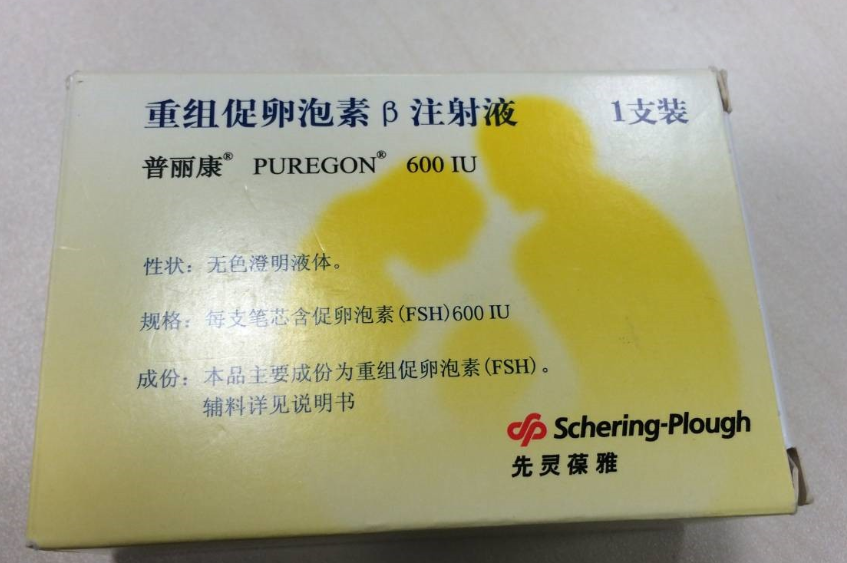 重组促卵泡素 β 注射液 1支装
普丽康® PUREGON® 600 IU
性状：无色澄明液体。
规格：每支笔芯含促卵泡素(FSH)600 IU
成份：本品主要成份为重组促卵泡素(FSH)。
辅料详见说明书
Schering-Plough
先灵葆雅